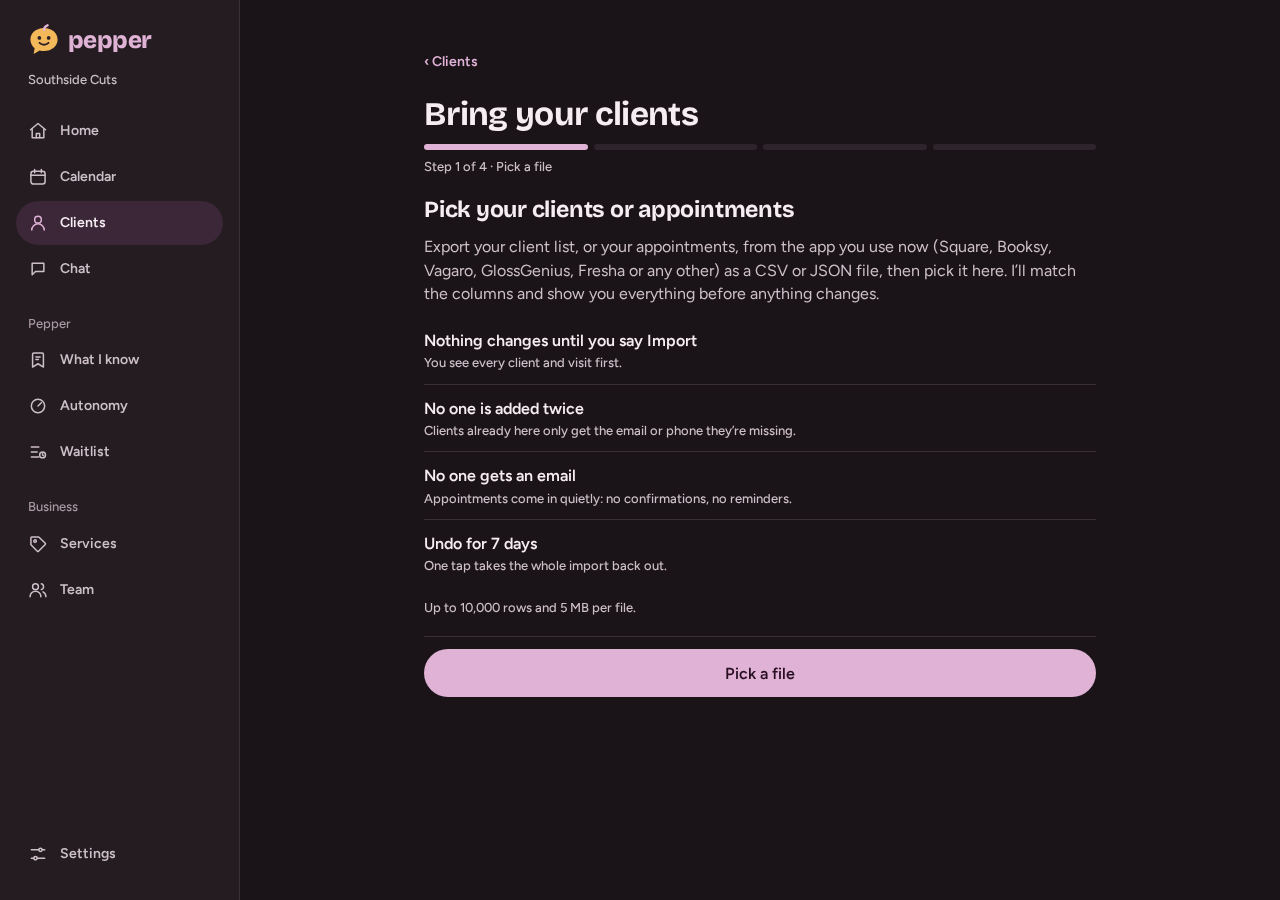 pepper
Southside Cuts
Home
Calendar
Clients
Chat
Pepper
What I know
Autonomy
Waitlist
Business
Services
Team
Settings
‹ Clients
Bring your clients
Step 1 of 4 · Pick a file
Pick your clients or appointments
Export your client list, or your appointments, from the app you use now (Square, Booksy,
Vagaro, GlossGenius, Fresha or any other) as a CSV or JSON file, then pick it here. I’ll match
the columns and show you everything before anything changes.
Nothing changes until you say Import
You see every client and visit first.
No one is added twice
Clients already here only get the email or phone they’re missing.
No one gets an email
Appointments come in quietly: no confirmations, no reminders.
Undo for 7 days
One tap takes the whole import back out.
Up to 10,000 rows and 5 MB per file.
Pick a file